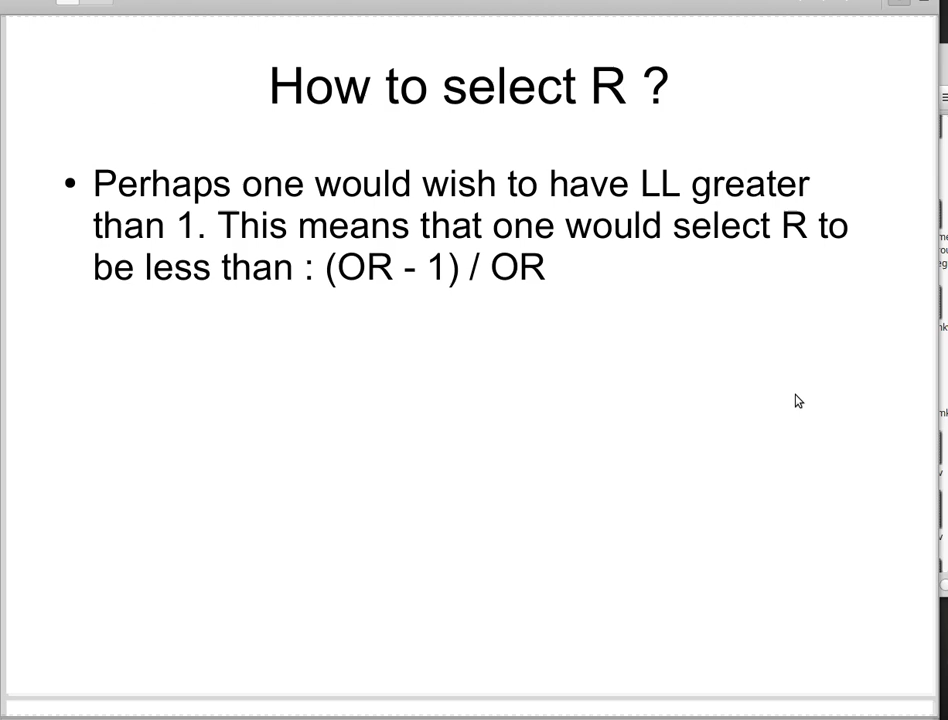 How to select R ?
• Perhaps one would wish to have LL greater
than 1. This means that one would select R to
be less than : (OR - 1) / OR